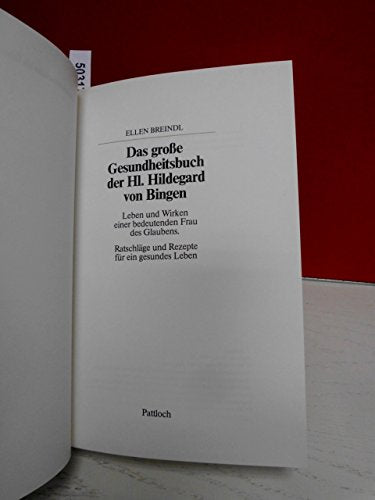 5031
ELLEN BREINDL
Das große
Gesundheitsbuch
der Hl. Hildegard
von Bingen
Leben und Wirken
einer bedeutenden Frau
des Glaubens.
Ratschläge und Rezepte
für ein gesundes Leben
Pattloch